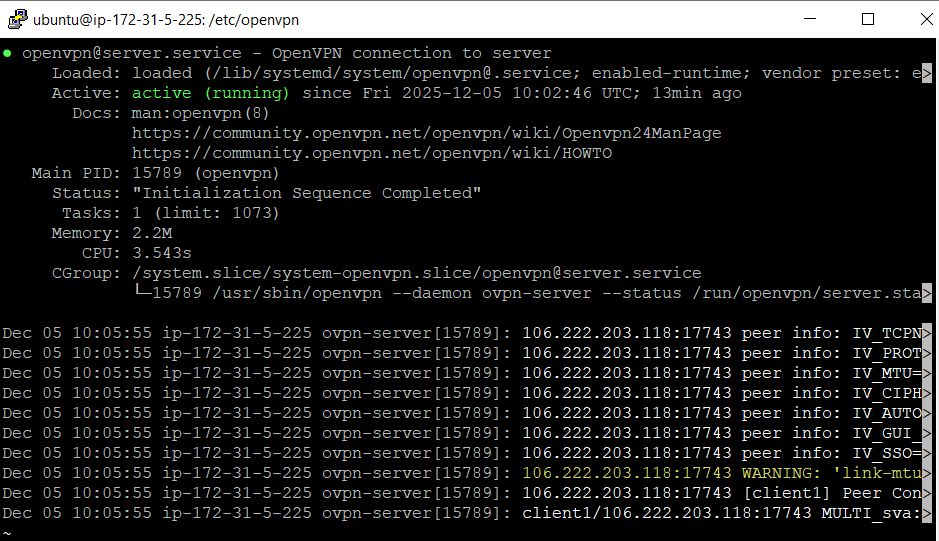 ubuntu@ip-172-31-5-225: /etc/openvpn
● openvpn@server.service - OpenVPN connection to server
Loaded: loaded (/lib/systemd/system/openvpn@.service; enabled-runtime; vendor preset: e>
Active: active (running) since Fri 2025-12-05 10:02:46 UTC; 13min ago
Docs: man:openvpn(8)
https://community.openvpn.net/openvpn/wiki/Openvpn24ManPage
https://community.openvpn.net/openvpn/wiki/HOWTO
Main PID: 15789 (openvpn)
Status: "Initialization Sequence Completed"
Tasks: 1 (limit: 1073)
Memory: 2.2M
CPU: 3.543s
CGroup: /system.slice/system-openvpn.slice/openvpn@server.service
└─15789 /usr/sbin/openvpn --daemon ovpn-server --status /run/openvpn/server.sta>
Dec 05 10:05:55 ip-172-31-5-225 ovpn-server[15789]: 106.222.203.118:17743 peer info: IV_TCPN>
Dec 05 10:05:55 ip-172-31-5-225 ovpn-server[15789]: 106.222.203.118:17743 peer info: IV_PROT>
Dec 05 10:05:55 ip-172-31-5-225 ovpn-server[15789]: 106.222.203.118:17743 peer info: IV_MTU=>
Dec 05 10:05:55 ip-172-31-5-225 ovpn-server[15789]: 106.222.203.118:17743 peer info: IV_CIPH>
Dec 05 10:05:55 ip-172-31-5-225 ovpn-server[15789]: 106.222.203.118:17743 peer info: IV_AUTO>
Dec 05 10:05:55 ip-172-31-5-225 ovpn-server[15789]: 106.222.203.118:17743 peer info: IV_GUI_>
Dec 05 10:05:55 ip-172-31-5-225 ovpn-server[15789]: 106.222.203.118:17743 peer info: IV_SSO=>
Dec 05 10:05:55 ip-172-31-5-225 ovpn-server[15789]: 106.222.203.118:17743 WARNING: 'link-mtu>
Dec 05 10:05:55 ip-172-31-5-225 ovpn-server[15789]: 106.222.203.118:17743 [client1] Peer Con>
Dec 05 10:05:55 ip-172-31-5-225 ovpn-server[15789]: client1/106.222.203.118:17743 MULTI_sva:>
~